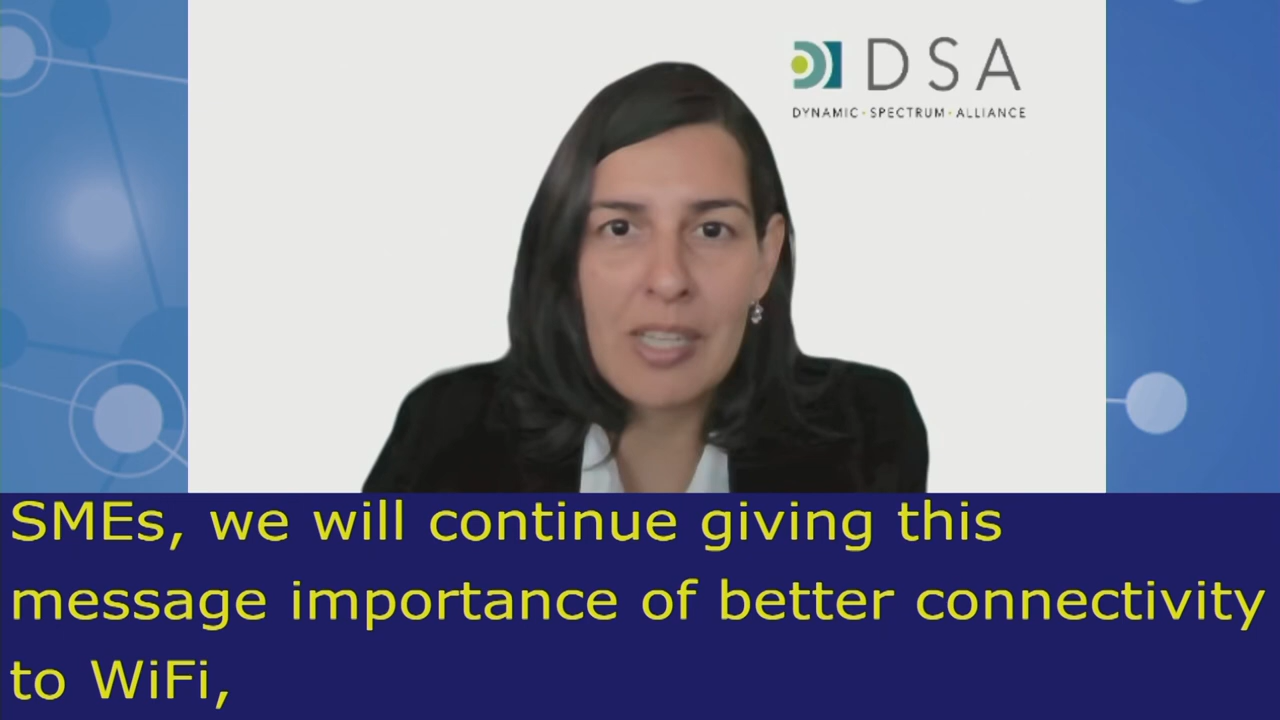 DSA
DYNAMIC·SPECTRUM·ALLIANCE
SMEs, we will continue giving this
message importance of better connectivity
to WiFi,